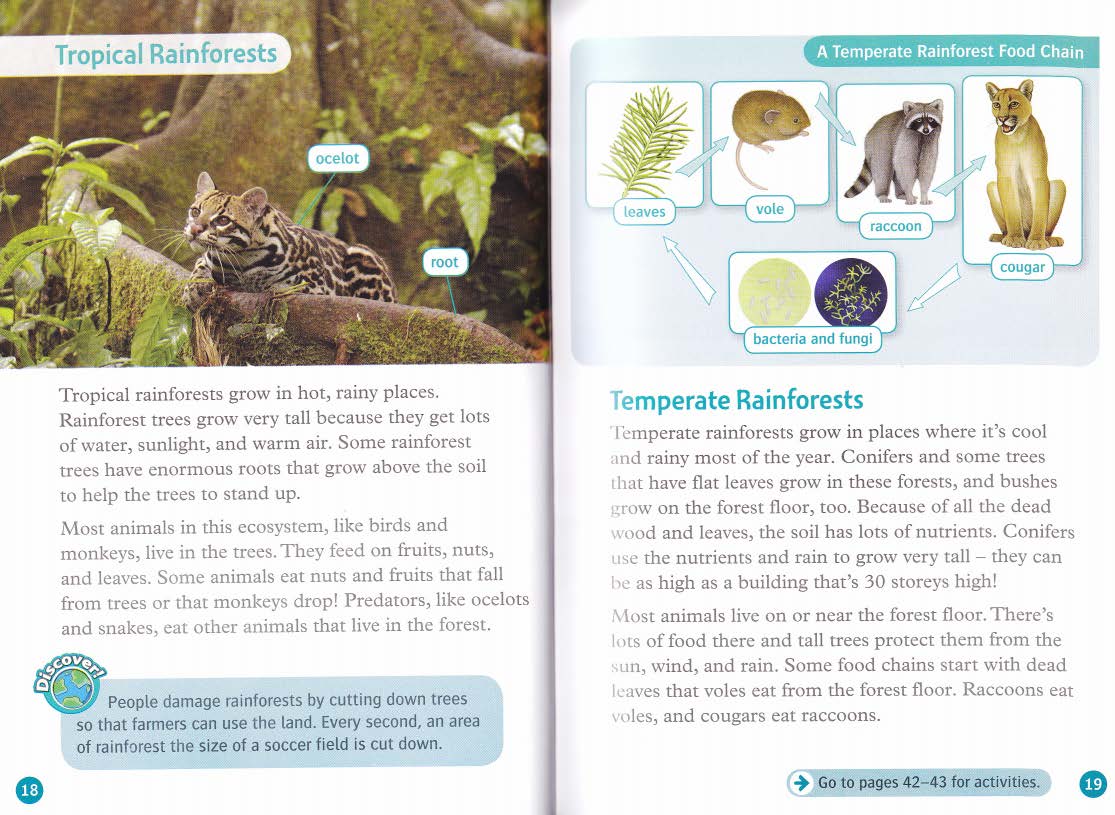 Tropical Rainforests
ocelot
root
Tropical rainforests grow in hot, rainy places.
Rainforest trees grow very tall because they get lots
of water, sunlight, and warm air. Some rainforest
trees have enormous roots that grow above the soil
to help the trees to stand up.
Most animals in this ecosystem, like birds and
monkeys, live in the trees. They feed on fruits, nuts,
and leaves. Some animals eat nuts and fruits that fall
from trees or that monkeys drop! Predators, like ocelots
and snakes, eat other animals that live in the forest.
Discover!
People damage rainforests by cutting down trees
so that farmers can use the land. Every second, an area
of rainforest the size of a soccer field is cut down.
18
A Temperate Rainforest Food Chain
leaves
vole
raccoon
cougar
bacteria and fungi
Temperate Rainforests
Temperate rainforests grow in places where it's cool
and rainy most of the year. Conifers and some trees
that have flat leaves grow in these forests, and bushes
grow on the forest floor, too. Because of all the dead
wood and leaves, the soil has lots of nutrients. Conifers
use the nutrients and rain to grow very tall – they can
be as high as a building that's 30 storeys high!
Most animals live on or near the forest floor. There's
lots of food there and tall trees protect them from the
sun, wind, and rain. Some food chains start with dead
leaves that voles eat from the forest floor. Raccoons eat
voles, and cougars eat raccoons.
Go to pages 42–43 for activities.
19